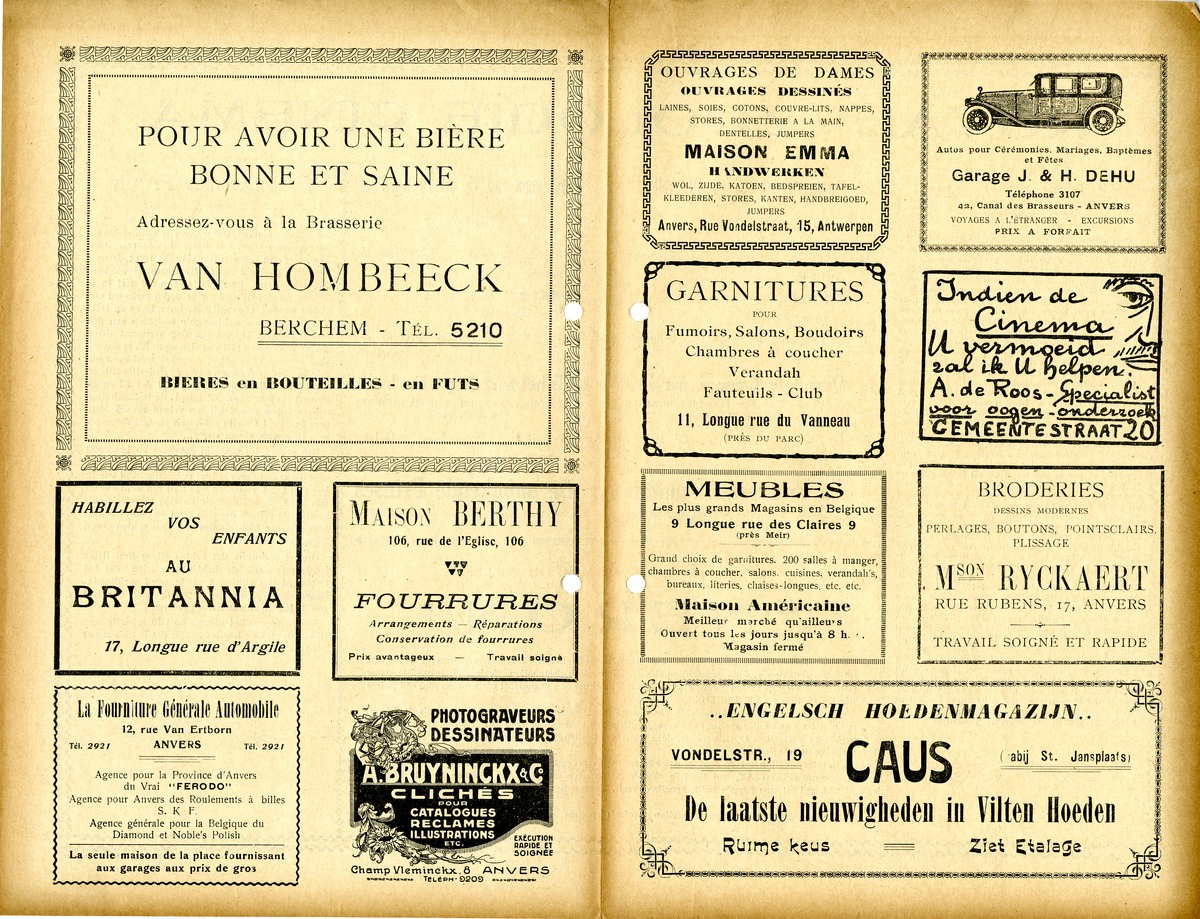 POUR AVOIR UNE BIÈRE
BONNE ET SAINE
Adressez-vous à la Brasserie
VAN HOMBEECK
BERCHEM - TÉL. 5210
BIERES en BOUTEILLES - en FUTS
HABILLEZ
VOS
ENFANTS
AU
BRITANNIA
17, Longue rue d'Argile
MAISON BERTHY
106, rue de l'Eglise, 106
FOURRURES
Arrangements — Réparations
Conservation de fourrures
Prix avantageux — Travail soigné
La Fourniture Générale Automobile
12, rue Van Ertborn
Tél. 2921 ANVERS Tél. 2921
Agence pour la Province d'Anvers
du Vrai "FERODO"
Agence pour Anvers des Roulements à billes
S. K. F.
Agence générale pour la Belgique du
Diamond et Noble's Polish
La seule maison de la place fournissant
aux garages aux prix de gros
PHOTOGRAVEURS
DESSINATEURS
A. BRUYNINCKX & Co
CLICHÉS
POUR
CATALOGUES
RECLAMES
ILLUSTRATIONS
ETC.
EXÉCUTION
RAPIDE ET
SOIGNÉE
Champ Vleminckx. 8 ANVERS
TÉLÉPH. 9209
OUVRAGES DE DAMES
OUVRAGES DESSINÉS
LAINES, SOIES, COTONS, COUVRE-LITS, NAPPES,
STORES, BONNETTERIE A LA MAIN,
DENTELLES, JUMPERS
MAISON EMMA
HANDWERKEN
WOL, ZIJDE, KATOEN, BEDSPREIEN, TAFEL-
KLEEDEREN, STORES, KANTEN, HANDBREIGOED,
JUMPERS
Anvers, Rue Vondelstraat, 15, Antwerpen
Autos pour Cérémonies, Mariages, Baptèmes
et Fêtes
Garage J. & H. DEHU
Téléphone 3107
42, Canal des Brasseurs - ANVERS
VOYAGES A L'ÉTRANGER - EXCURSIONS
PRIX A FORFAIT
GARNITURES
POUR
Fumoirs, Salons, Boudoirs
Chambres à coucher
Verandah
Fauteuils - Club
11, Longue rue du Vanneau
(PRÈS DU PARC)
Indien de
Cinema
U vermoeid
zal ik U helpen.
A. de Roos - Specialist
voor oogen-onderzoek
GEMEENTESTRAAT 20
MEUBLES
Les plus grands Magasins en Belgique
9 Longue rue des Claires 9
(près Meir)
Grand choix de garnitures. 200 salles à manger,
chambres à coucher, salons, cuisines, verandah's,
bureaux, literies, chaises-longues, etc. etc.
Maison Américaine
Meilleur marché qu'ailleurs
Ouvert tous les jours jusqu'à 8 h.
Magasin fermé
BRODERIES
DESSINS MODERNES
PERLAGES, BOUTONS, POINTSCLAIRS,
PLISSAGE
MSON RYCKAERT
RUE RUBENS, 17, ANVERS
TRAVAIL SOIGNÉ ET RAPIDE
..ENGELSCH HOEDENMAGAZIJN..
VONDELSTR., 19 CAUS (abij St. Jansplaats)
De laatste nieuwigheden in Vilten Hoeden
Ruime keus Ziet Etalage